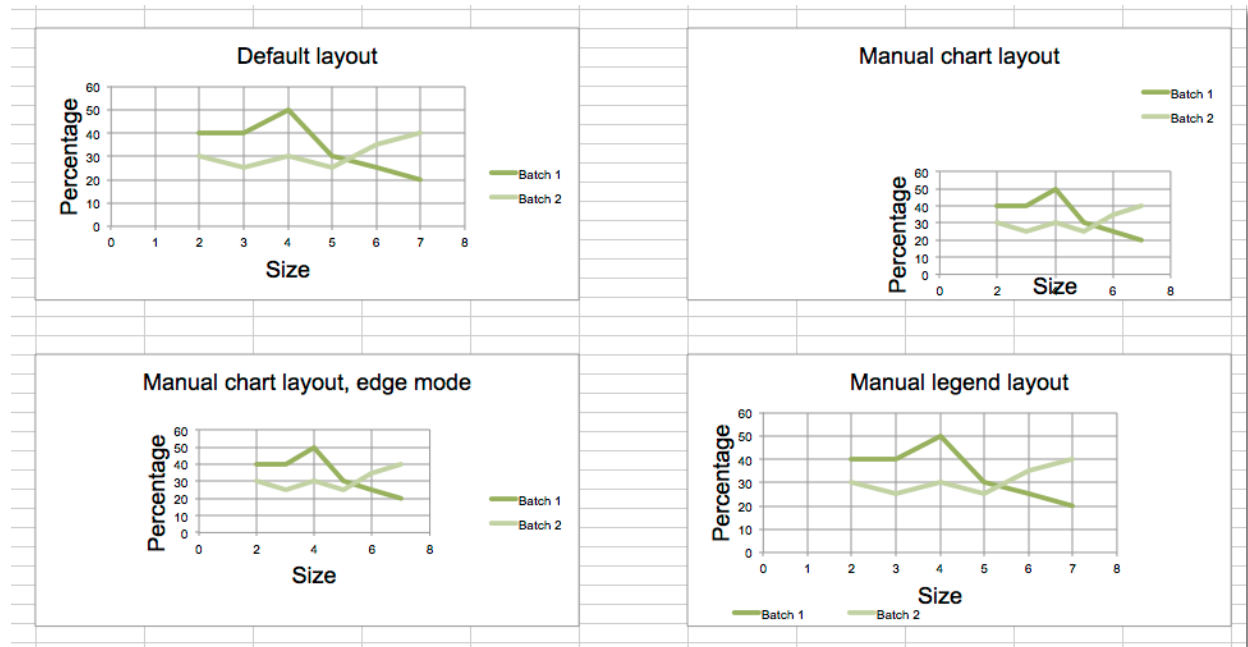 Default layout
60
50
40
30
20
10
0
Percentage
0 1 2 3 4 5 6 7 8
Size
Batch 1
Batch 2
Manual chart layout
Batch 1
Batch 2
60
50
40
30
20
10
0
Percentage
0 2 4 6 8
Size
Manual chart layout, edge mode
60
50
40
30
20
10
0
Percentage
0 2 4 6 8
Size
Batch 1
Batch 2
Manual legend layout
60
50
40
30
20
10
0
Percentage
0 1 2 3 4 5 6 7 8
Size
Batch 1 Batch 2